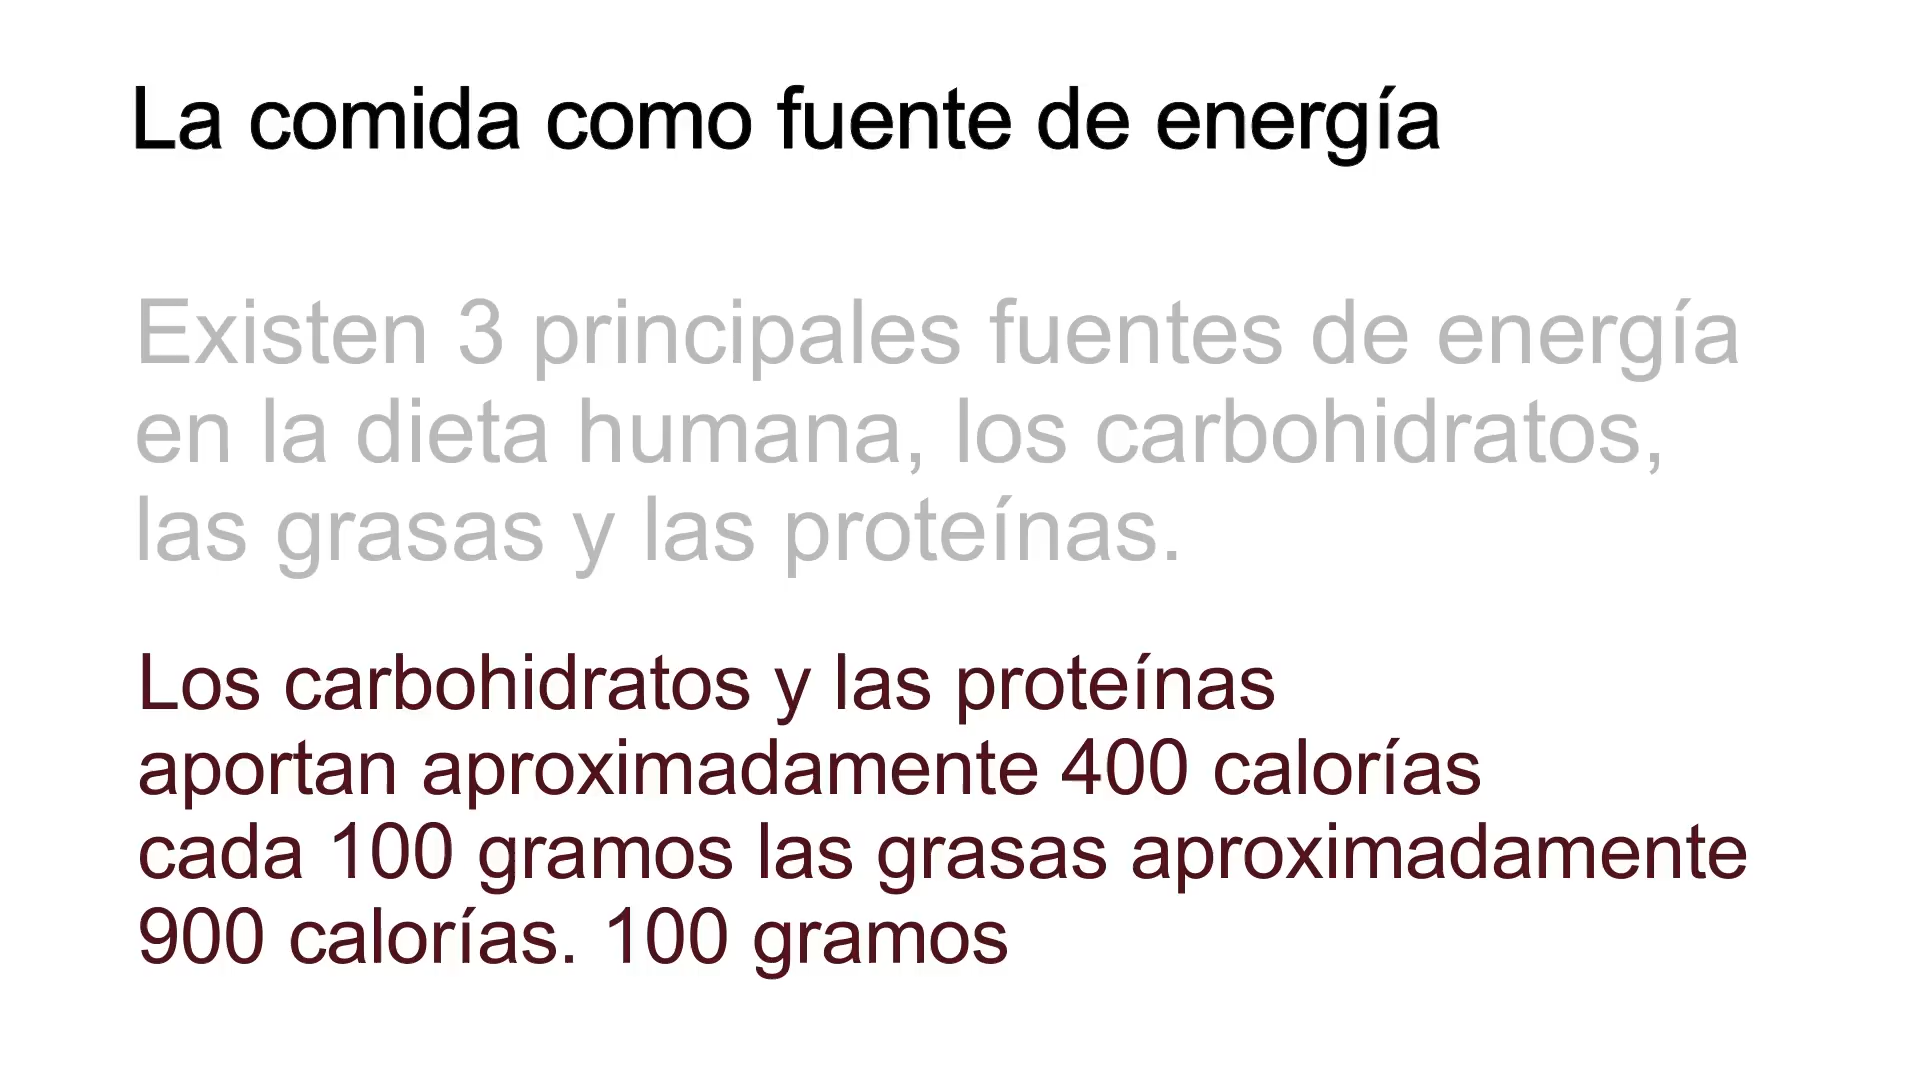 La comida como fuente de energía
Existen 3 principales fuentes de energía
en la dieta humana, los carbohidratos,
las grasas y las proteínas.
Los carbohidratos y las proteínas
aportan aproximadamente 400 calorías
cada 100 gramos las grasas aproximadamente
900 calorías. 100 gramos